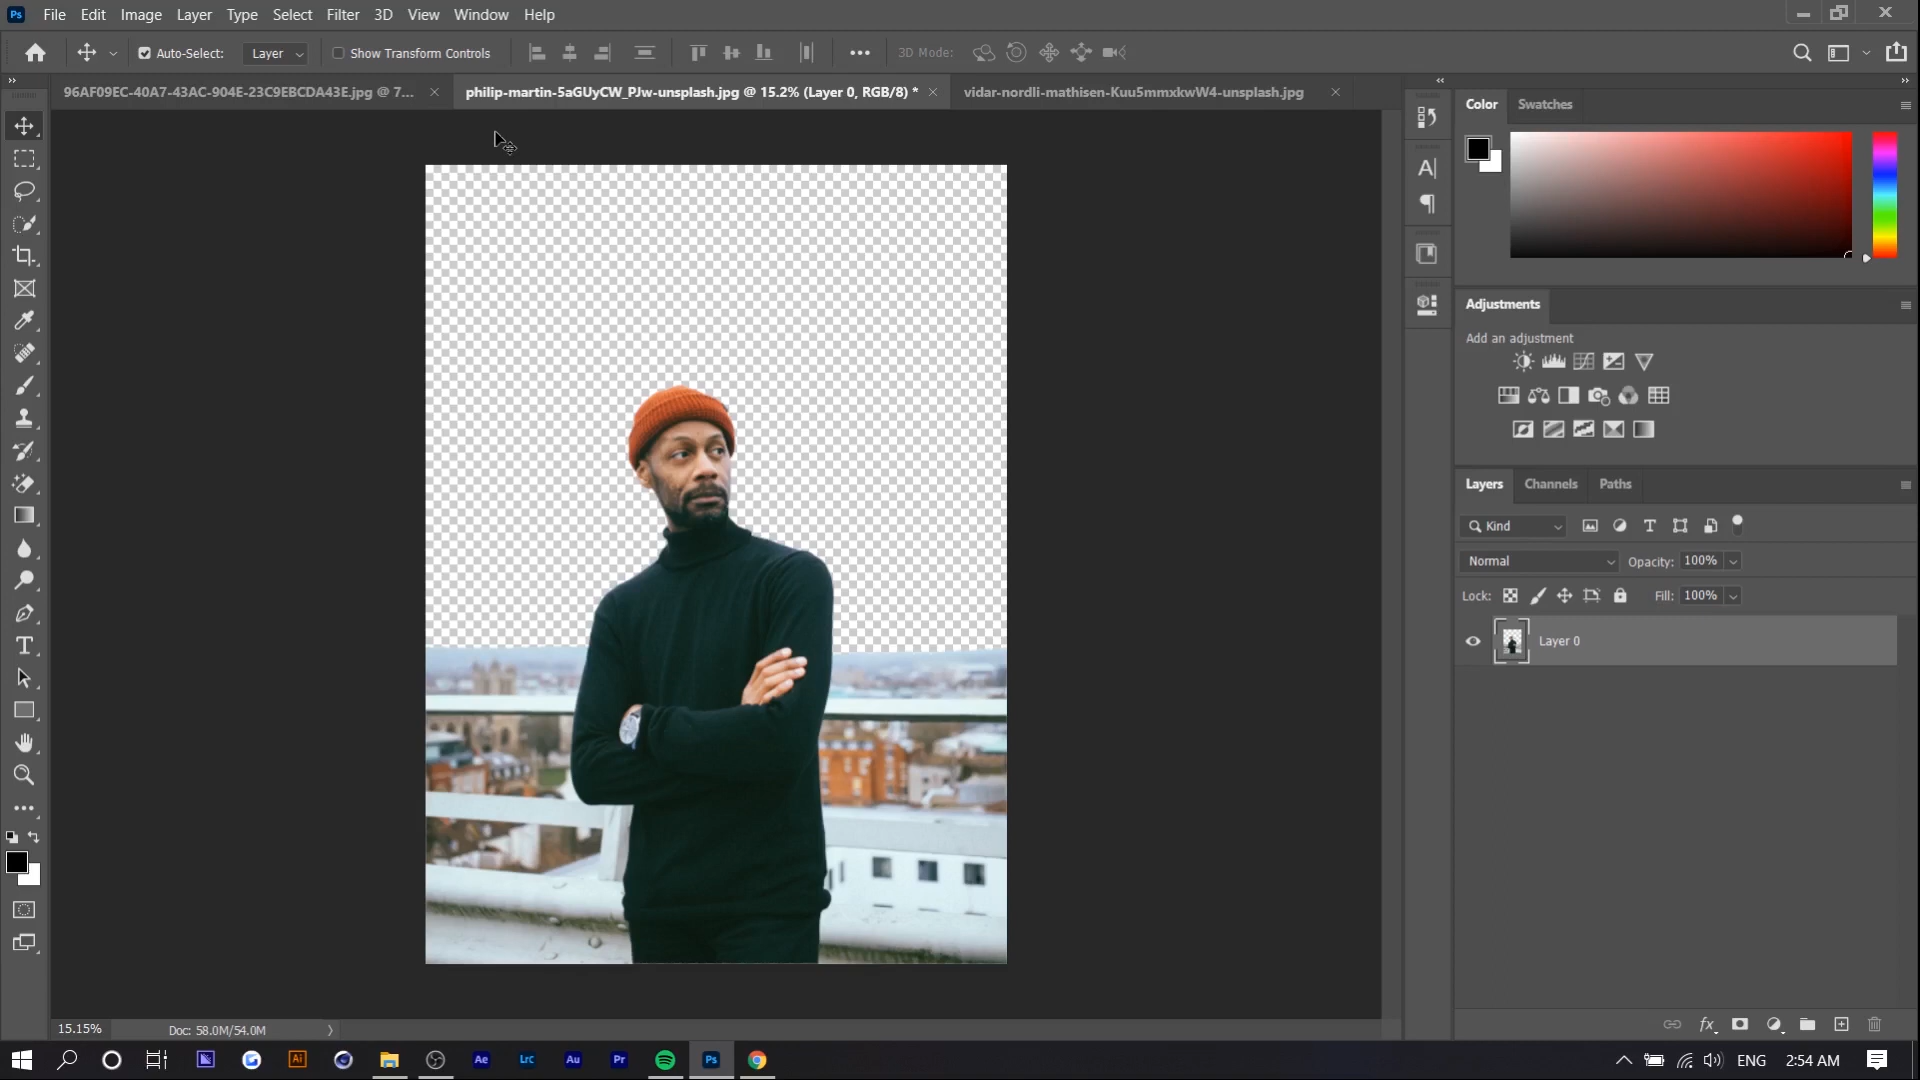 Ps File Edit Image Layer Type Select Filter 3D View Window Help
Auto-Select: Layer Show Transform Controls 3D Mode:
96AF09EC-40A7-43AC-904E-23C9EBCDA43E.jpg @ 7... philip-martin-5aGUyCW_PJw-unsplash.jpg @ 15.2% (Layer 0, RGB/8) * vidar-nordli-mathisen-Kuu5mmxkwW4-unsplash.jpg
Color Swatches
Adjustments
Add an adjustment
Layers Channels Paths
Kind
Normal Opacity: 100%
Lock: Fill: 100%
Layer 0
15.15% Doc: 58.0M/54.0M
fx
Ai Ae Lrc Au Pr Ps ENG 2:54 AM